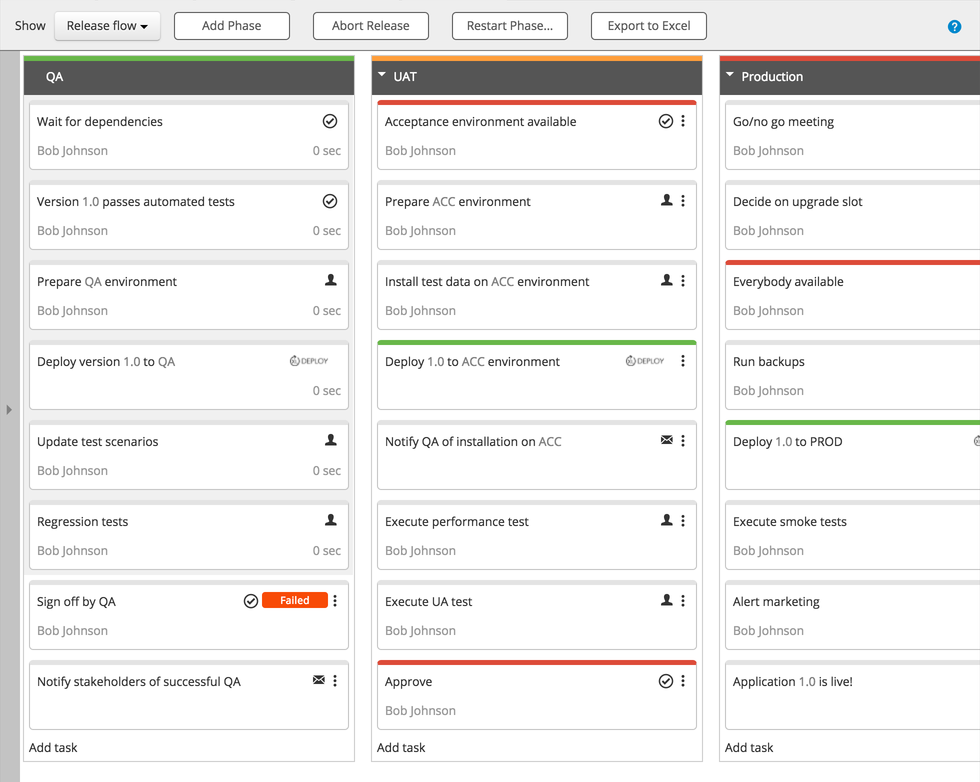 Show Release flow Add Phase Abort Release Restart Phase... Export to Excel ?
QA
Wait for dependencies
Bob Johnson 0 sec
Version 1.0 passes automated tests
Bob Johnson 0 sec
Prepare QA environment
Bob Johnson 0 sec
Deploy version 1.0 to QA DEPLOY
0 sec
Update test scenarios
Bob Johnson 0 sec
Regression tests
Bob Johnson 0 sec
Sign off by QA Failed
Bob Johnson
Notify stakeholders of successful QA
Add task
UAT
Acceptance environment available
Bob Johnson
Prepare ACC environment
Bob Johnson
Install test data on ACC environment
Bob Johnson
Deploy 1.0 to ACC environment DEPLOY
Notify QA of installation on ACC
Execute performance test
Bob Johnson
Execute UA test
Bob Johnson
Approve
Bob Johnson
Add task
Production
Go/no go meeting
Bob Johnson
Decide on upgrade slot
Bob Johnson
Everybody available
Bob Johnson
Run backups
Bob Johnson
Deploy 1.0 to PROD
Execute smoke tests
Bob Johnson
Alert marketing
Bob Johnson
Application 1.0 is live!
Add task